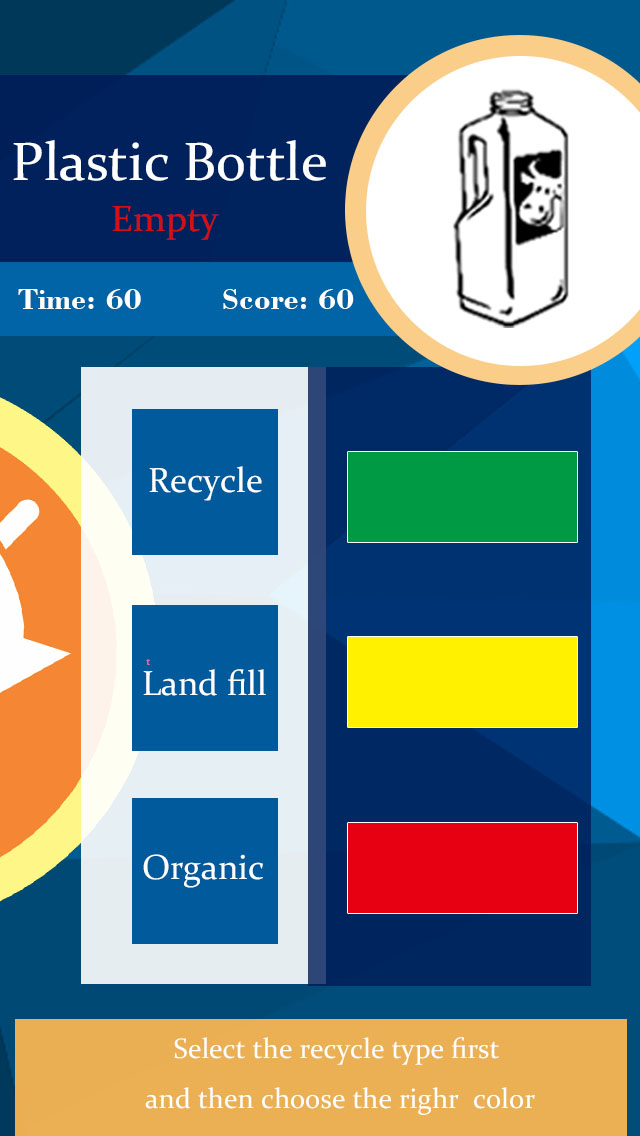 Plastic Bottle
Empty
Time: 60 Score: 60
Recycle
t
Land fill
Organic
Select the recycle type first
and then choose the righr color